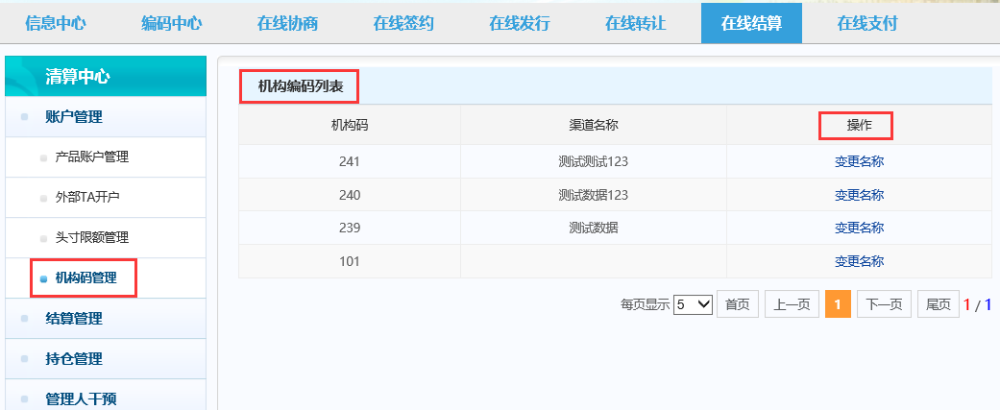 信息中心 编码中心 在线协商 在线签约 在线发行 在线转让 在线结算 在线支付
清算中心
账户管理
产品账户管理
外部TA开户
头寸限额管理
机构码管理
结算管理
持仓管理
管理人干预
机构编码列表
机构码 渠道名称 操作
241 测试测试123 变更名称
240 测试数据123 变更名称
239 测试数据 变更名称
101 变更名称
每页显示 5 首页 上一页 1 下一页 尾页 1 / 1